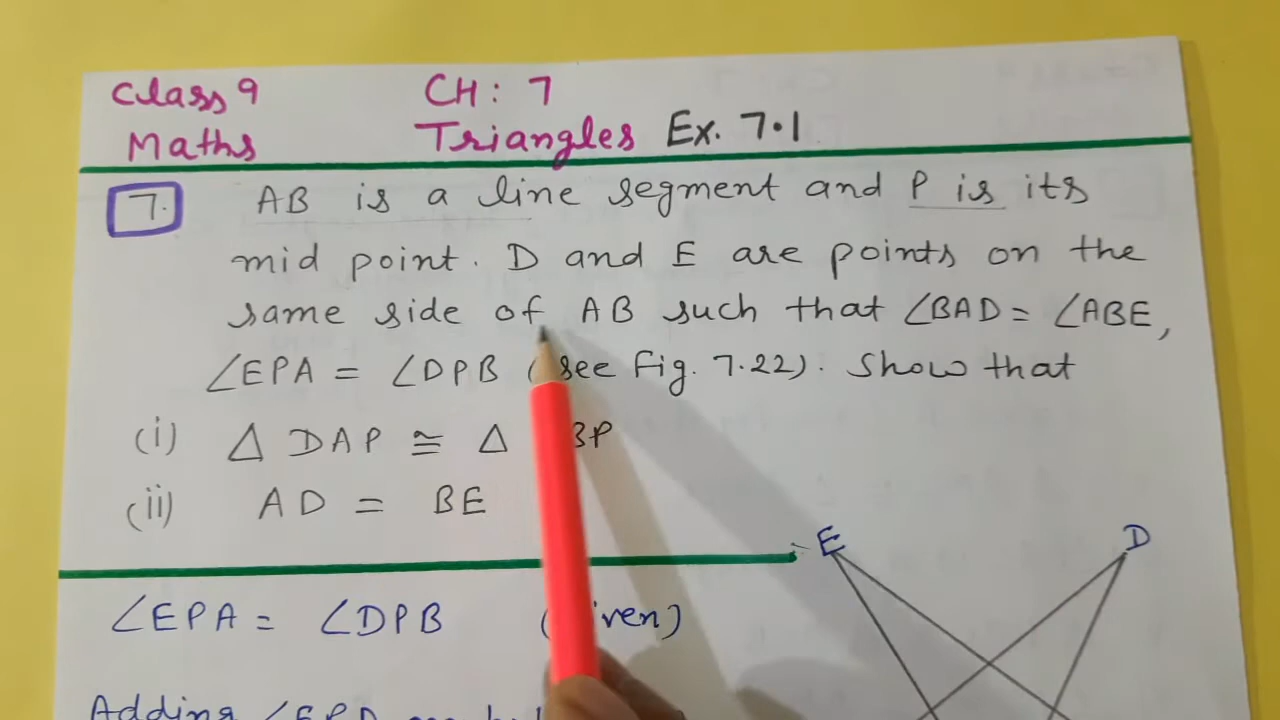 Class 9 CH: 7
Maths Triangles Ex. 7.1
7. AB is a line segment and P is its
mid point. D and E are points on the
same side of AB such that ∠BAD = ∠ABE,
∠EPA = ∠DPB (see Fig. 7.22). Show that
(i) △ DAP ≅ △ BP
(ii) AD = BE
E D
∠EPA = ∠DPB
Adding